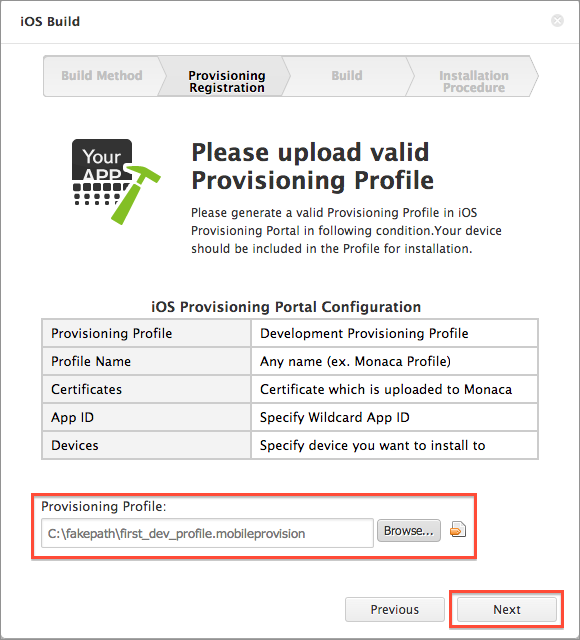 iOS Build
Build Method
Provisioning
Registration
Build
Installation
Procedure
Your
APP
Please upload valid
Provisioning Profile
Please generate a valid Provisioning Profile in iOS
Provisioning Portal in following condition.Your device
should be included in the Profile for installation.
iOS Provisioning Portal Configuration
Provisioning Profile Development Provisioning Profile
Profile Name Any name (ex. Monaca Profile)
Certificates Certificate which is uploaded to Monaca
App ID Specify Wildcard App ID
Devices Specify device you want to install to
Provisioning Profile:
C:\fakepath\first_dev_profile.mobileprovision Browse...
Previous Next